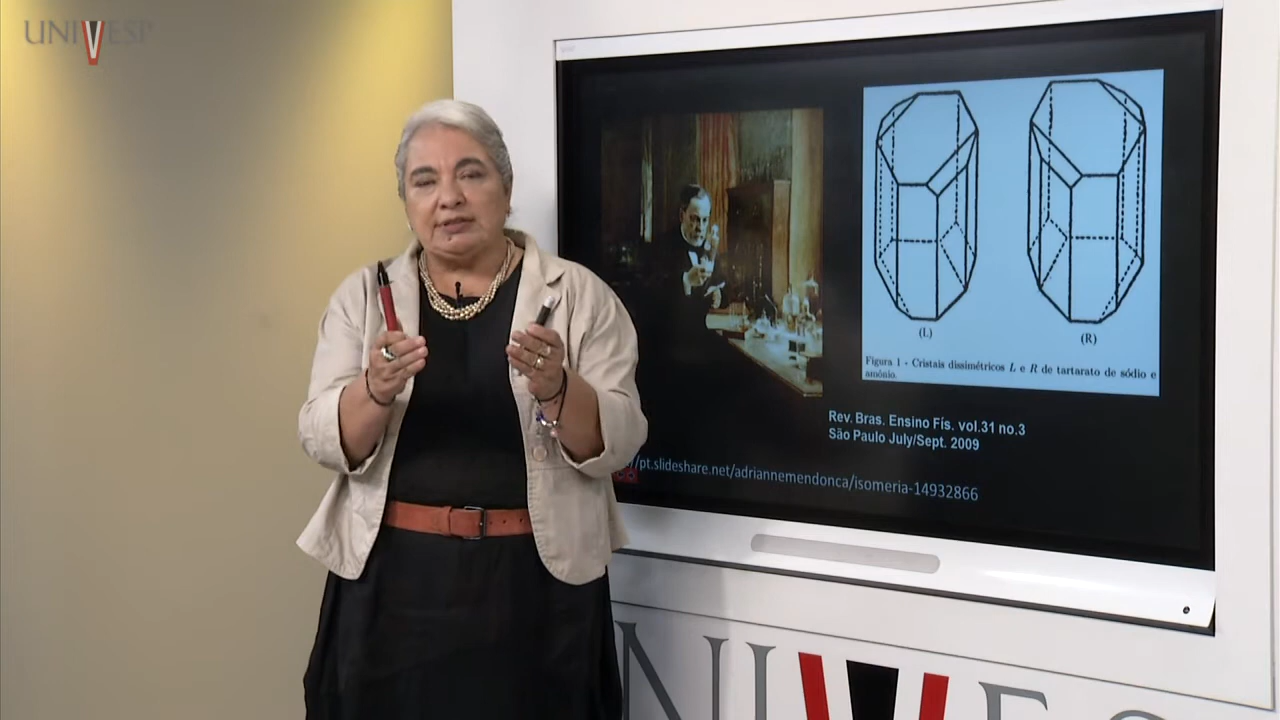 UNIVESP
(L)
(R)
Figura 1 - Cristais dissimétricos L e R de tartarato de sódio e
amônio.
Rev. Bras. Ensino Fís. vol.31 no.3
São Paulo July/Sept. 2009
/pt.slideshare.net/adriannemendonca/isomeria-14932866
UNIVES